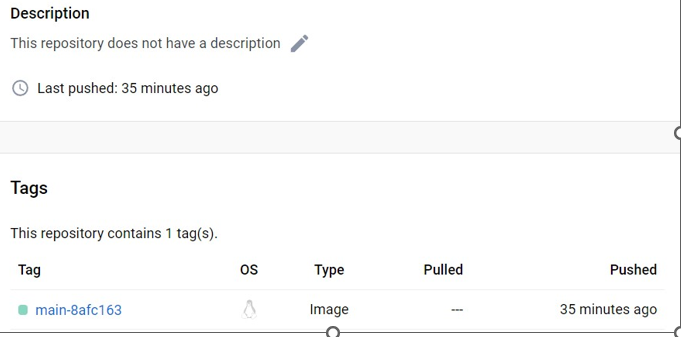 Description
This repository does not have a description
Last pushed: 35 minutes ago
Tags
This repository contains 1 tag(s).
Tag OS Type Pulled Pushed
main-8afc163 Image --- 35 minutes ago